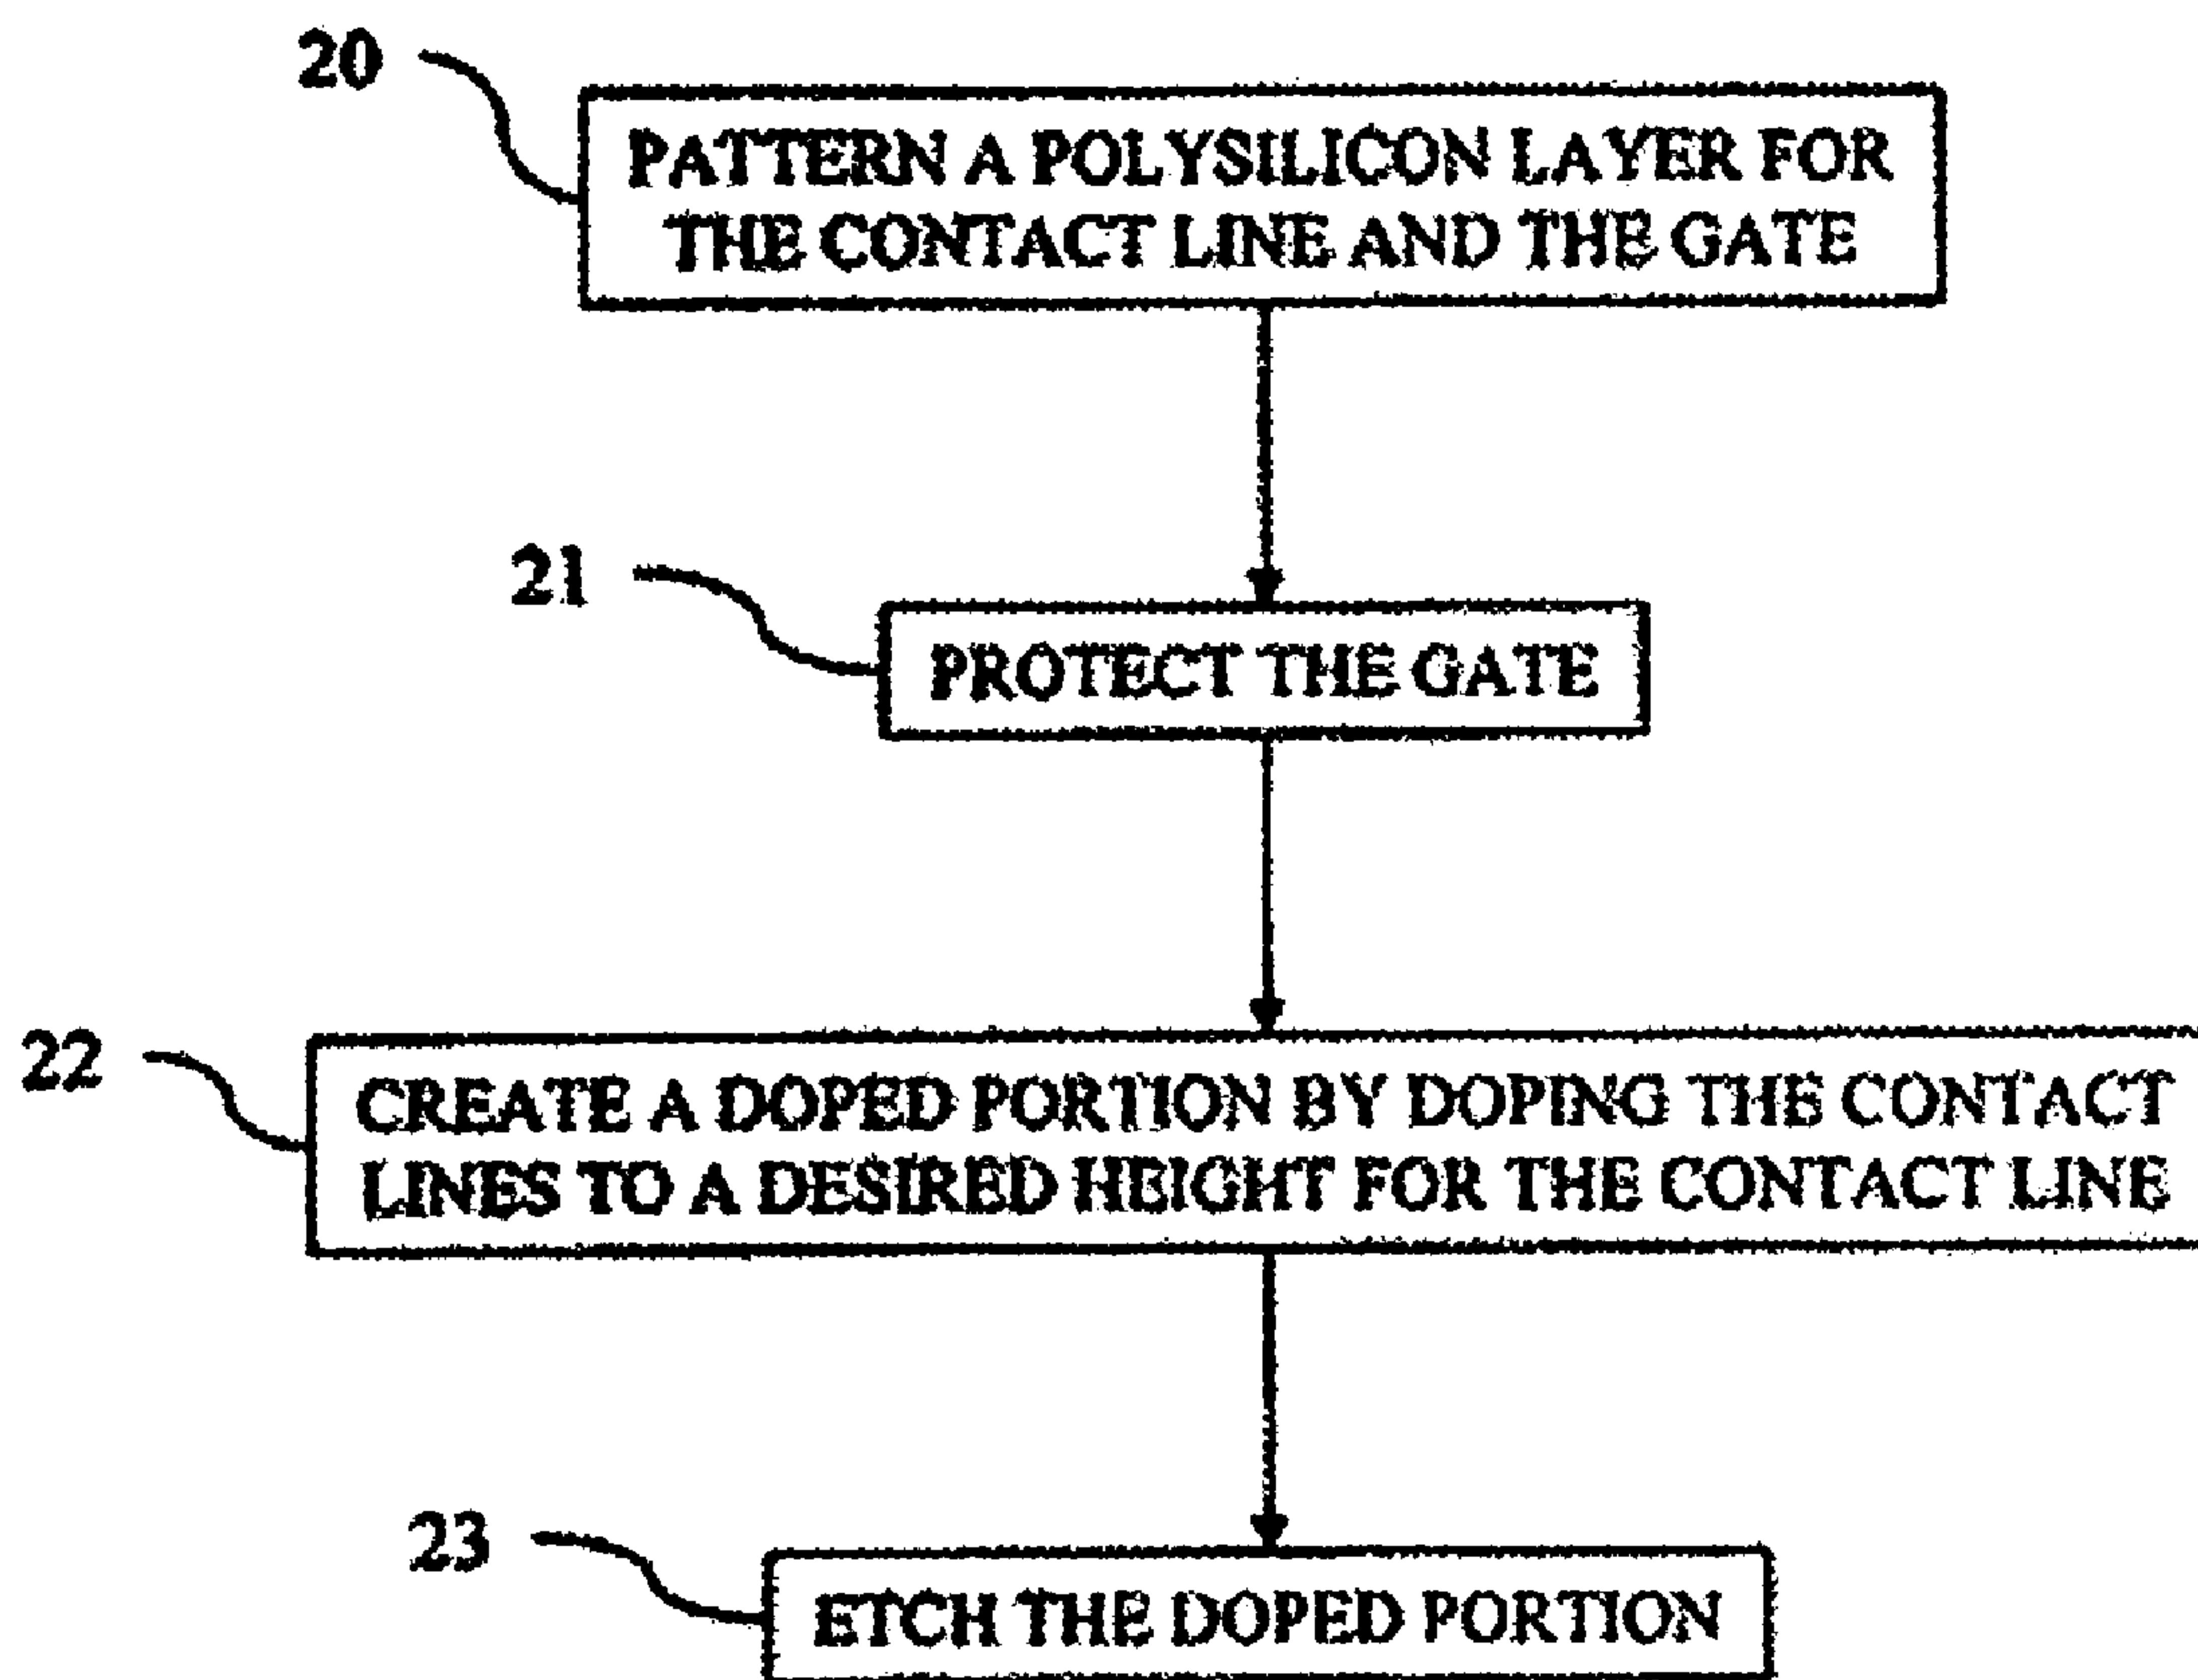 20
PATTERN A POLYSILICON LAYER FOR
THE CONTACT LINE AND THE GATE
21
PROTECT THE GATE
22
CREATE A DOPED PORTION BY DOPING THE CONTACT
LINES TO A DESIRED HEIGHT FOR THE CONTACT LINE
23
ETCH THE DOPED PORTION